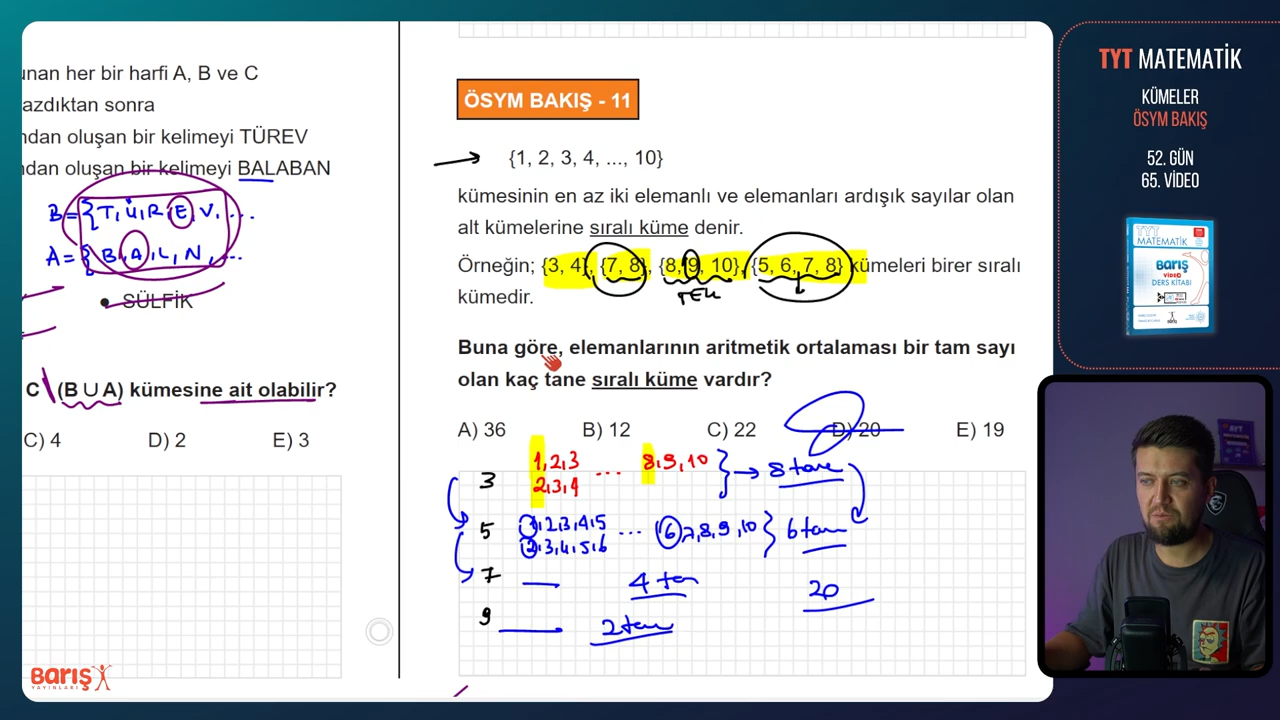 unan her bir harfi A, B ve C
azdıktan sonra
ndan oluşan bir kelimeyi TÜREV
ndan oluşan bir kelimeyi BALABAN
B = {T, Ü, R, E, V, ...
A = {B, A, L, N, ...
• SÜLFİK
C \ (B ∪ A) kümesine ait olabilir?
C) 4 D) 2 E) 3
BARIŞ
YAYINLARI
ÖSYM BAKIŞ - 11
{1, 2, 3, 4, ..., 10}
kümesinin en az iki elemanlı ve elemanları ardışık sayılar olan
alt kümelerine sıralı küme denir.
Örneğin; {3, 4}, {7, 8}, {8, 9, 10}, {5, 6, 7, 8} kümeleri birer sıralı
kümedir.
TEK
Buna göre, elemanlarının aritmetik ortalaması bir tam sayı
olan kaç tane sıralı küme vardır?
A) 36 B) 12 C) 22 D) 20 E) 19
3 1,2,3 ... 8,9,10 } → 8 tane
2,3,4
5 1,2,3,4,5 ... 6,7,8,9,10 } 6 tane
2,3,4,5,6
7 4 tan
20
9 2 tan
TYT MATEMATİK
KÜMELER
ÖSYM BAKIŞ
52. GÜN
65. VİDEO
TYT
MATEMATİK
BARIŞ
VİDEO
DERS KİTABI